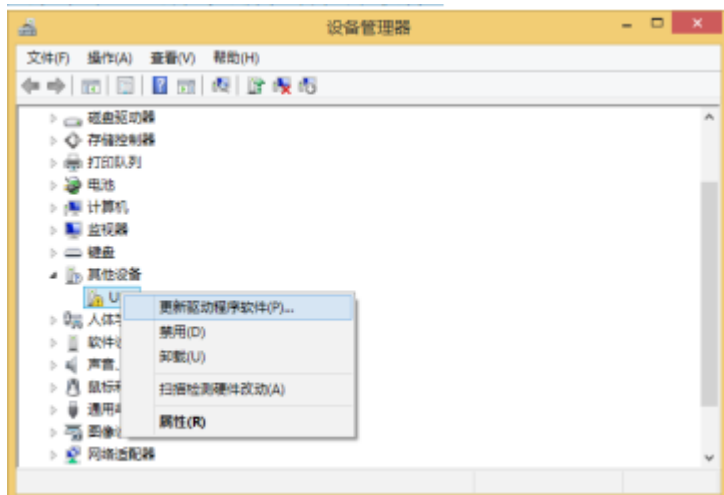 设备管理器
文件(F) 操作(A) 查看(V) 帮助(H)
磁盘驱动器
存储控制器
打印队列
电池
计算机
监视器
键盘
其他设备
U
更新驱动程序软件(P)...
人体
禁用(D)
软件
卸载(U)
声音
鼠标
扫描检测硬件改动(A)
通用
属性(R)
图像
网络适配器